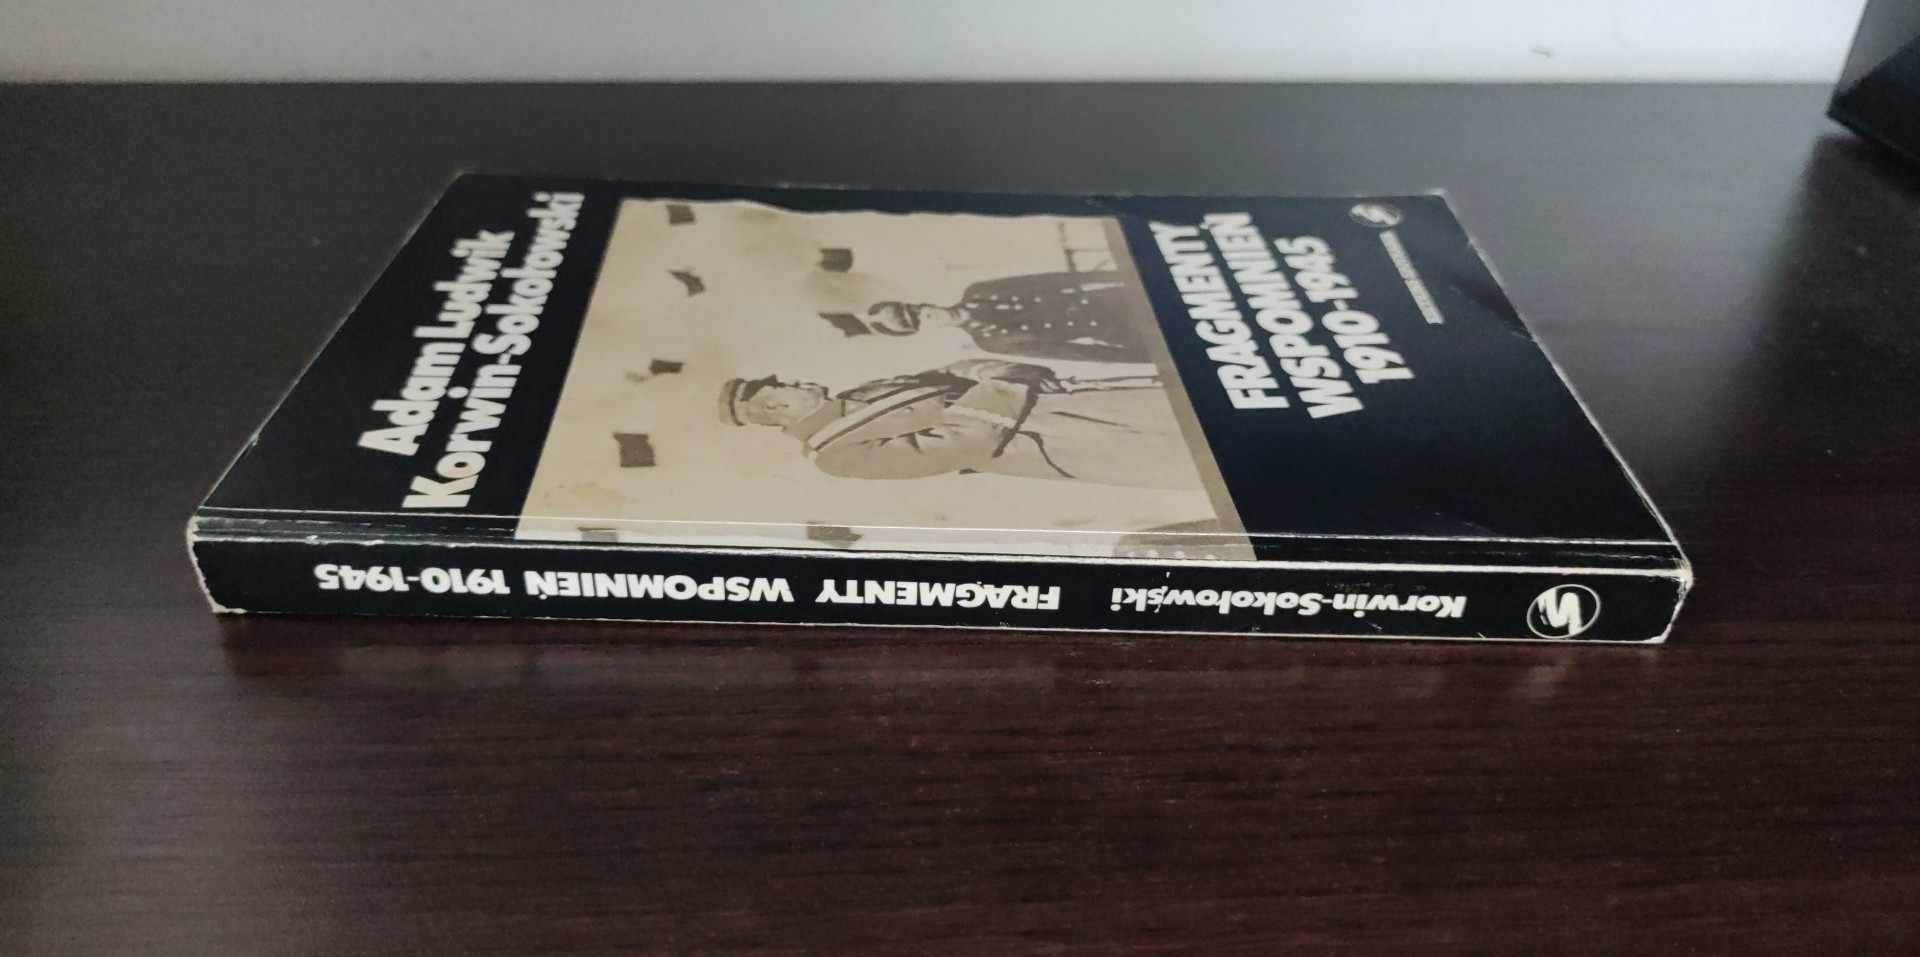 Adam Ludwik
Korwin-Sokołowski
FRAGMENTY
WSPOMNIEŃ
1910-1945
Korwin-Sokołowski FRAGMENTY WSPOMNIEŃ 1910-1945